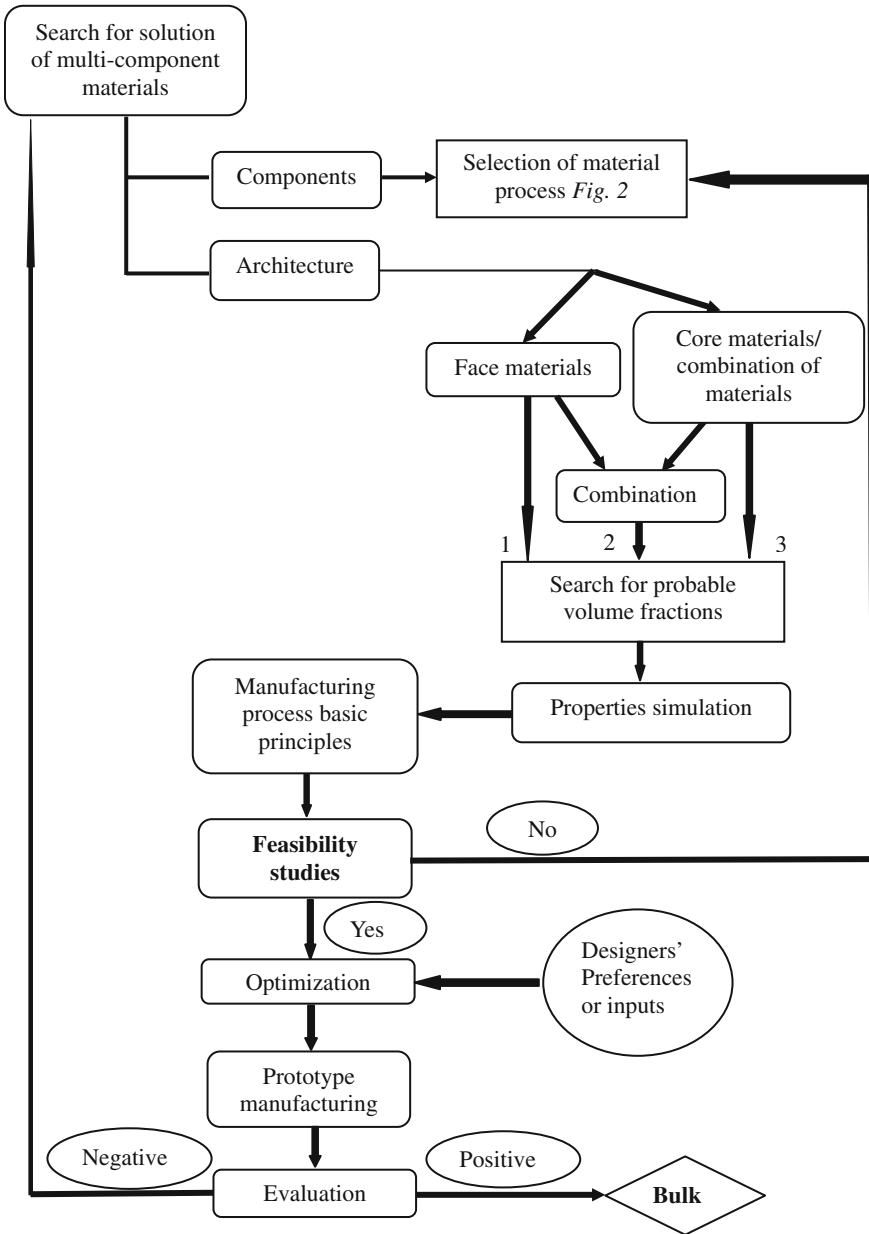 Search for solution
of multi-component
materials
Components
Selection of material
process Fig. 2
Architecture
Face materials
Core materials/
combination of
materials
Combination
1
2
3
Search for probable
volume fractions
Manufacturing
process basic
principles
Properties simulation
Feasibility
studies
No
Yes
Optimization
Designers’
Preferences
or inputs
Prototype
manufacturing
Negative
Evaluation
Positive
Bulk